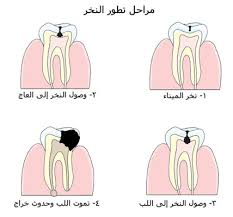 مراحل تطور النخر
١- نخر الميناء
٢- وصول النخر إلى العاج
٣- وصول النخر إلى اللب
٤- تموت اللب وحدوث خراج